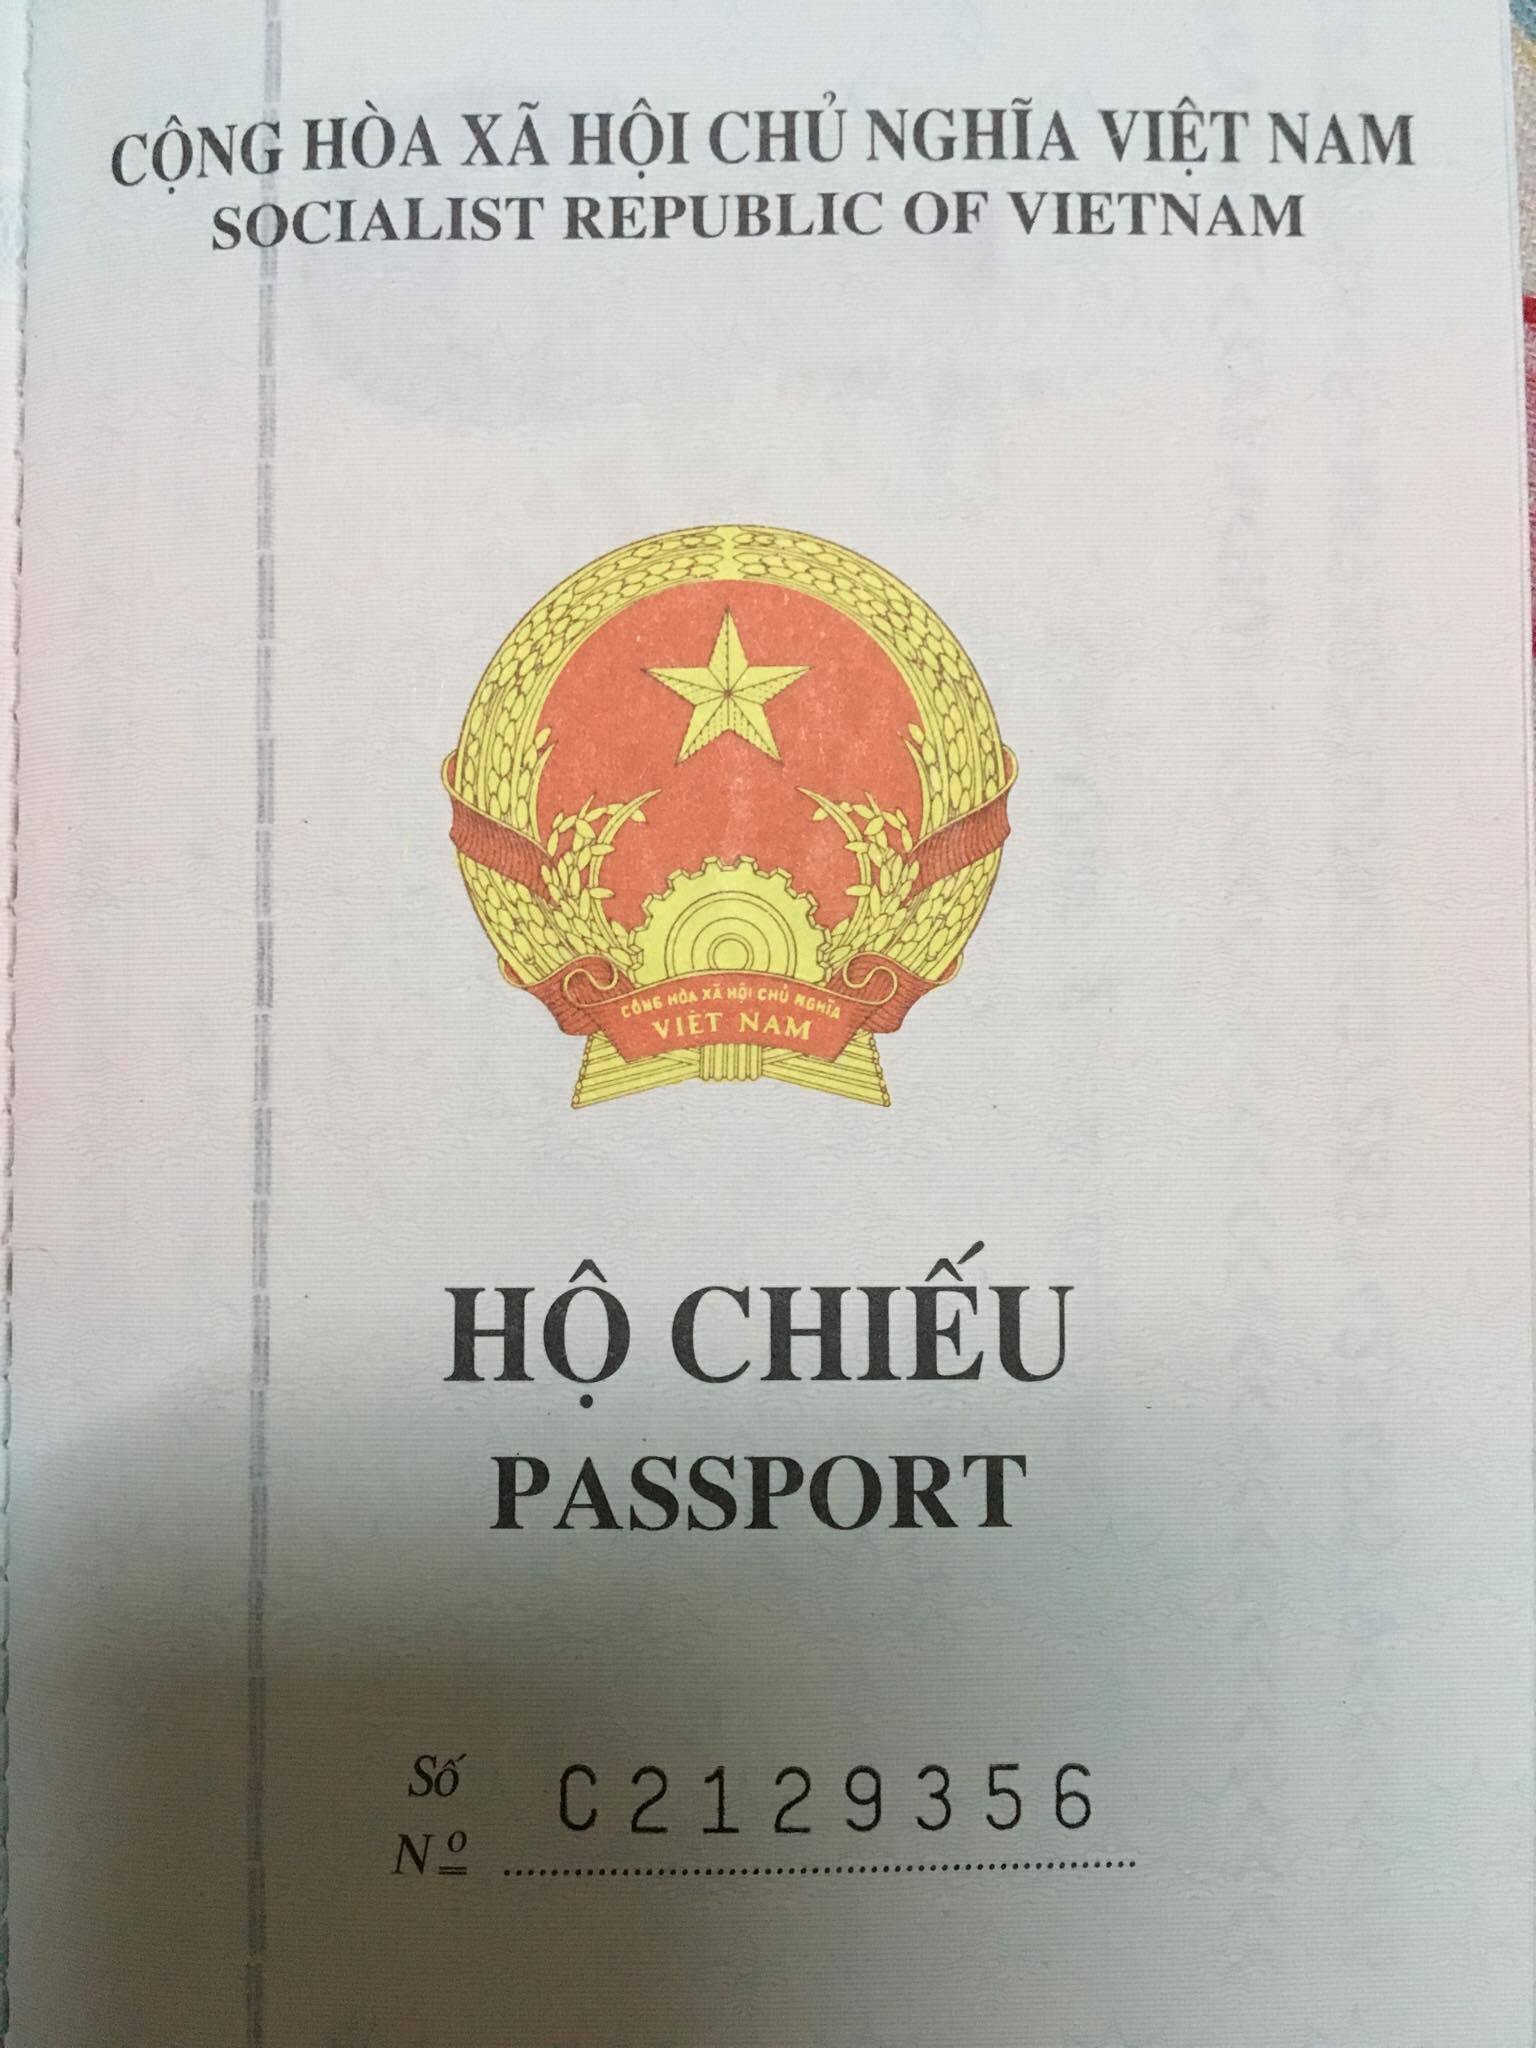 CỘNG HÒA XÃ HỘI CHỦ NGHĨA VIỆT NAM
SOCIALIST REPUBLIC OF VIETNAM
CỘNG HÒA XÃ HỘI CHỦ NGHĨA
VIỆT NAM
HỘ CHIẾU
PASSPORT
Số C2129356
Nº